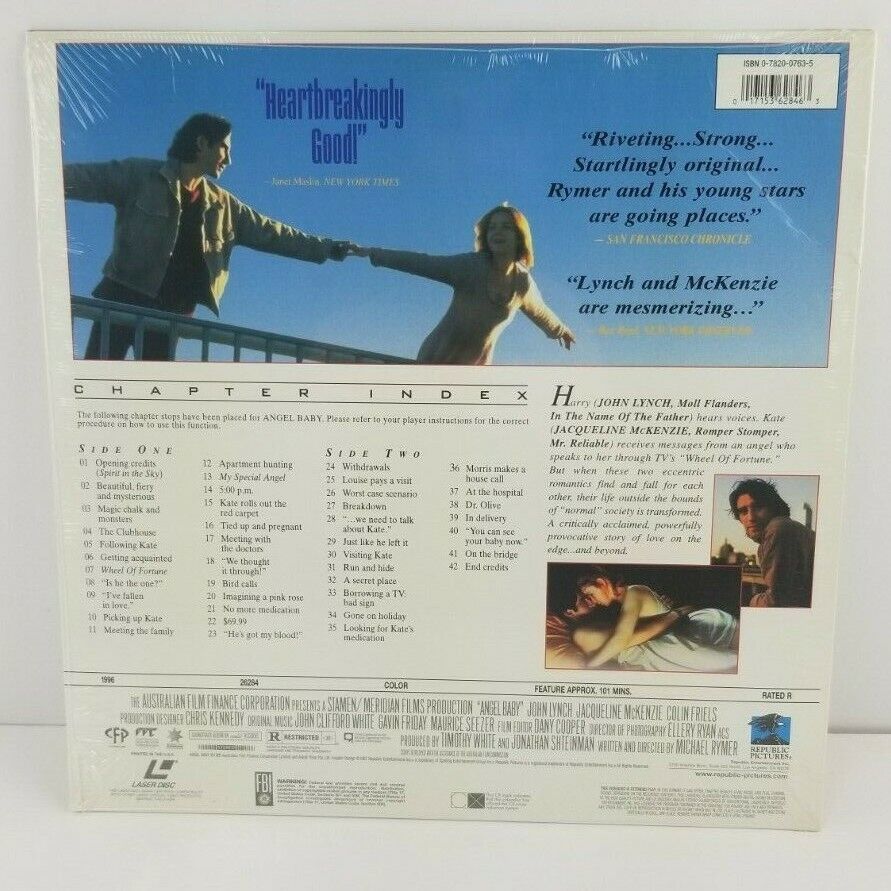 ISBN 0-7820-0763-5
0 17153 62846 3
"Heartbreakingly
Good!"
– Janet Maslin, NEW YORK TIMES
"Riveting...Strong...
Startlingly original...
Rymer and his young stars
are going places."
– SAN FRANCISCO CHRONICLE
"Lynch and McKenzie
are mesmerizing..."
NEW YORK OBSERVER
CHAPTER INDEX
The following chapter stops have been placed for ANGEL BABY. Please refer to your player instructions for the correct
procedure on how to use this function.
SIDE ONE
01 Opening credits
(Spirit in the Sky)
02 Beautiful, fiery
and mysterious
03 Magic chalk and
monsters
04 The Clubhouse
05 Following Kate
06 Getting acquainted
07 Wheel of Fortune
08 "Is he the one?"
09 "I've fallen
in love."
10 Picking up Kate
11 Meeting the family
12 Apartment hunting
13 My Special Angel
14 5:00 p.m.
15 Kate rolls out the
red carpet
16 Tied up and pregnant
17 Meeting with
the doctors
18 "We thought
it through!"
19 Bird calls
20 Imagining a pink rose
21 No more medication
22 $69.99
23 "He's got my blood!"
SIDE TWO
24 Withdrawals
25 Louise pays a visit
26 Worst case scenario
27 Breakdown
28 "...we need to talk
about Kate."
29 Just like he left it
30 Visiting Kate
31 Run and hide
32 A secret place
33 Borrowing a TV:
bad sign
34 Gone on holiday
35 Looking for Kate's
medication
36 Morris makes a
house call
37 At the hospital
38 Dr. Olive
39 In delivery
40 "You can see
your baby now."
41 On the bridge
42 End credits
Harry (JOHN LYNCH, Moll Flanders,
In The Name Of The Father) hears voices. Kate
(JACQUELINE McKENZIE, Romper Stomper,
Mr. Reliable) receives messages from an angel who
speaks to her through TV's "Wheel Of Fortune."
But when these two eccentric
romantics find and fall for each
other, their life outside the bounds
of "normal" society is transformed.
A critically acclaimed, powerfully
provocative story of love on the
edge...and beyond.
1996 26284 COLOR FEATURE APPROX. 101 MINS. RATED R
THE AUSTRALIAN FILM FINANCE CORPORATION PRESENTS A STAMEN/MERIDIAN FILMS PRODUCTION "ANGEL BABY" JOHN LYNCH JACQUELINE McKENZIE COLIN FRIELS
PRODUCTION DESIGNER CHRIS KENNEDY ORIGINAL MUSIC JOHN CLIFFORD WHITE GAVIN FRIDAY MAURICE SEEZER FILM EDITOR DANY COOPER DIRECTOR OF PHOTOGRAPHY ELLERY RYAN ACS
PRODUCED BY TIMOTHY WHITE AND JONATHAN SHTEINMAN WRITTEN AND DIRECTED BY MICHAEL RYMER
R RESTRICTED
REPUBLIC
PICTURES
www.republic-pictures.com
PRINTED IN THE U.S.A.
LASER DISC
FBI
WARNING:
CX